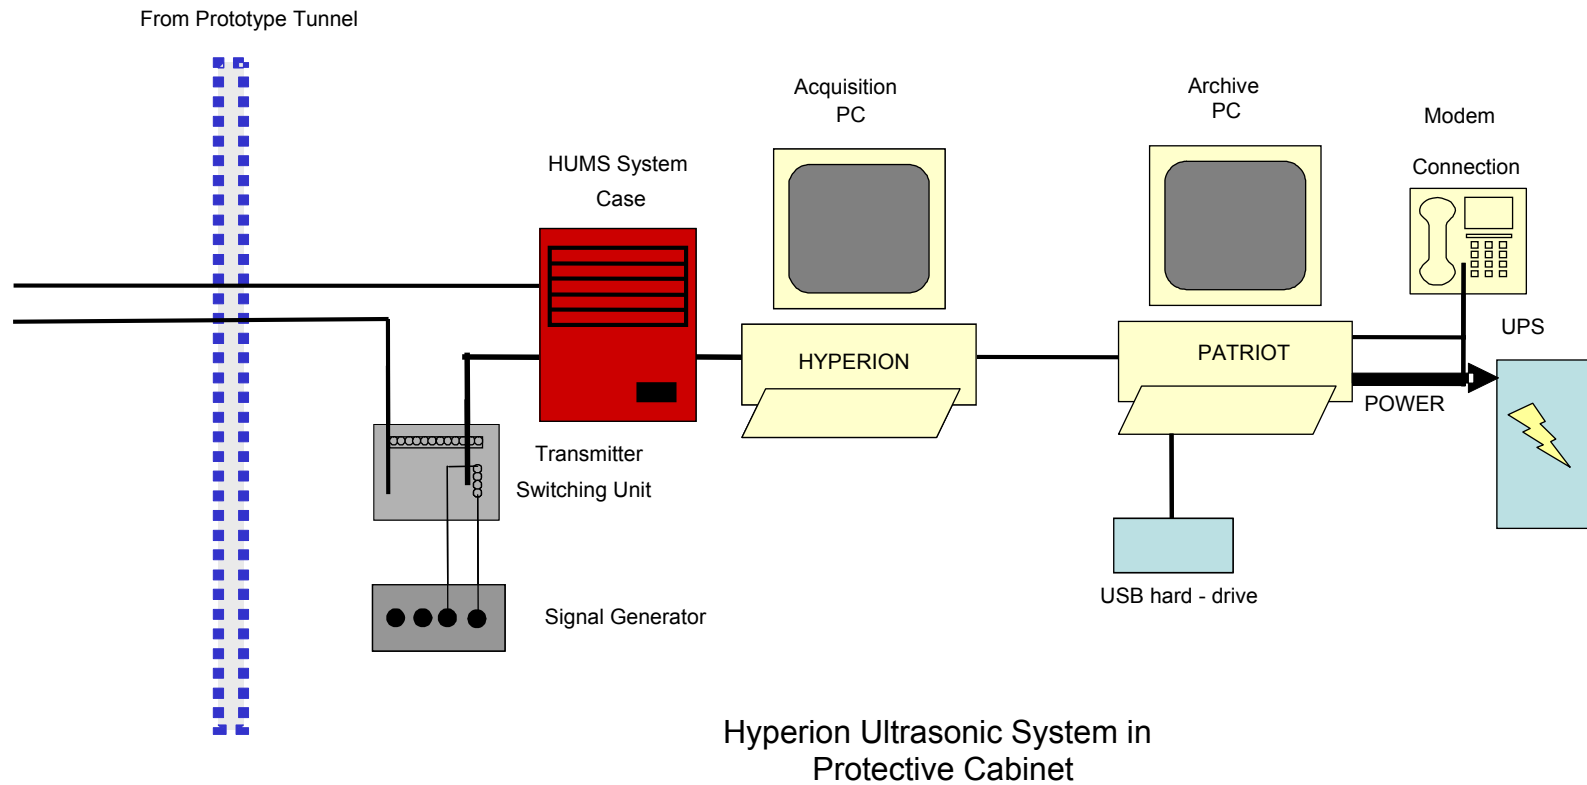 From Prototype Tunnel
Acquisition
PC
Archive
PC
Modem
Connection
HUMS System
Case
UPS
HYPERION
PATRIOT
POWER
Transmitter
Switching Unit
USB hard - drive
Signal Generator
Hyperion Ultrasonic System in
Protective Cabinet